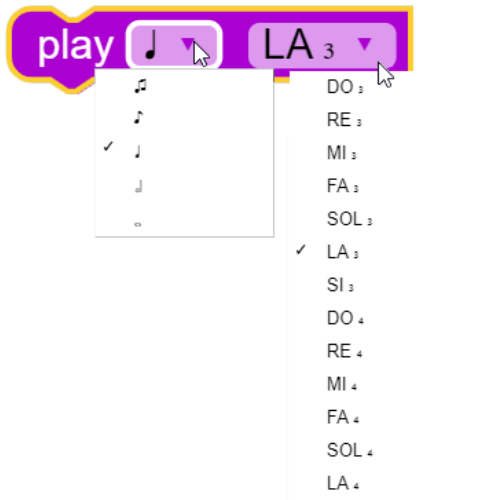 play ♩ ▼ LA 3 ▼
♫
♪
✓ ♩
𝅗𝅥
𝅝
DO 3
RE 3
MI 3
FA 3
SOL 3
✓ LA 3
SI 3
DO 4
RE 4
MI 4
FA 4
SOL 4
LA 4